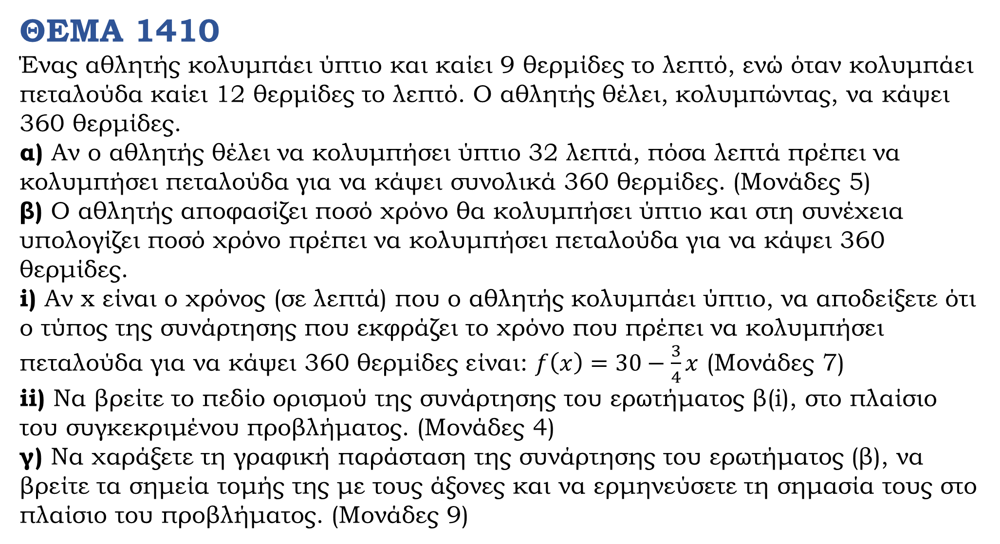 ΘΕΜΑ 1410
Ένας αθλητής κολυμπάει ύπτιο και καίει 9 θερμίδες το λεπτό, ενώ όταν κολυμπάει
πεταλούδα καίει 12 θερμίδες το λεπτό. Ο αθλητής θέλει, κολυμπώντας, να κάψει
360 θερμίδες.
α) Αν ο αθλητής θέλει να κολυμπήσει ύπτιο 32 λεπτά, πόσα λεπτά πρέπει να
κολυμπήσει πεταλούδα για να κάψει συνολικά 360 θερμίδες. (Μονάδες 5)
β) Ο αθλητής αποφασίζει ποσό χρόνο θα κολυμπήσει ύπτιο και στη συνέχεια
υπολογίζει ποσό χρόνο πρέπει να κολυμπήσει πεταλούδα για να κάψει 360
θερμίδες.
i) Αν x είναι ο χρόνος (σε λεπτά) που ο αθλητής κολυμπάει ύπτιο, να αποδείξετε ότι
ο τύπος της συνάρτησης που εκφράζει το χρόνο που πρέπει να κολυμπήσει
πεταλούδα για να κάψει 360 θερμίδες είναι: f(x) = 30 − 3/4 x (Μονάδες 7)
ii) Να βρείτε το πεδίο ορισμού της συνάρτησης του ερωτήματος β(i), στο πλαίσιο
του συγκεκριμένου προβλήματος. (Μονάδες 4)
γ) Να χαράξετε τη γραφική παράσταση της συνάρτησης του ερωτήματος (β), να
βρείτε τα σημεία τομής της με τους άξονες και να ερμηνεύσετε τη σημασία τους στο
πλαίσιο του προβλήματος. (Μονάδες 9)